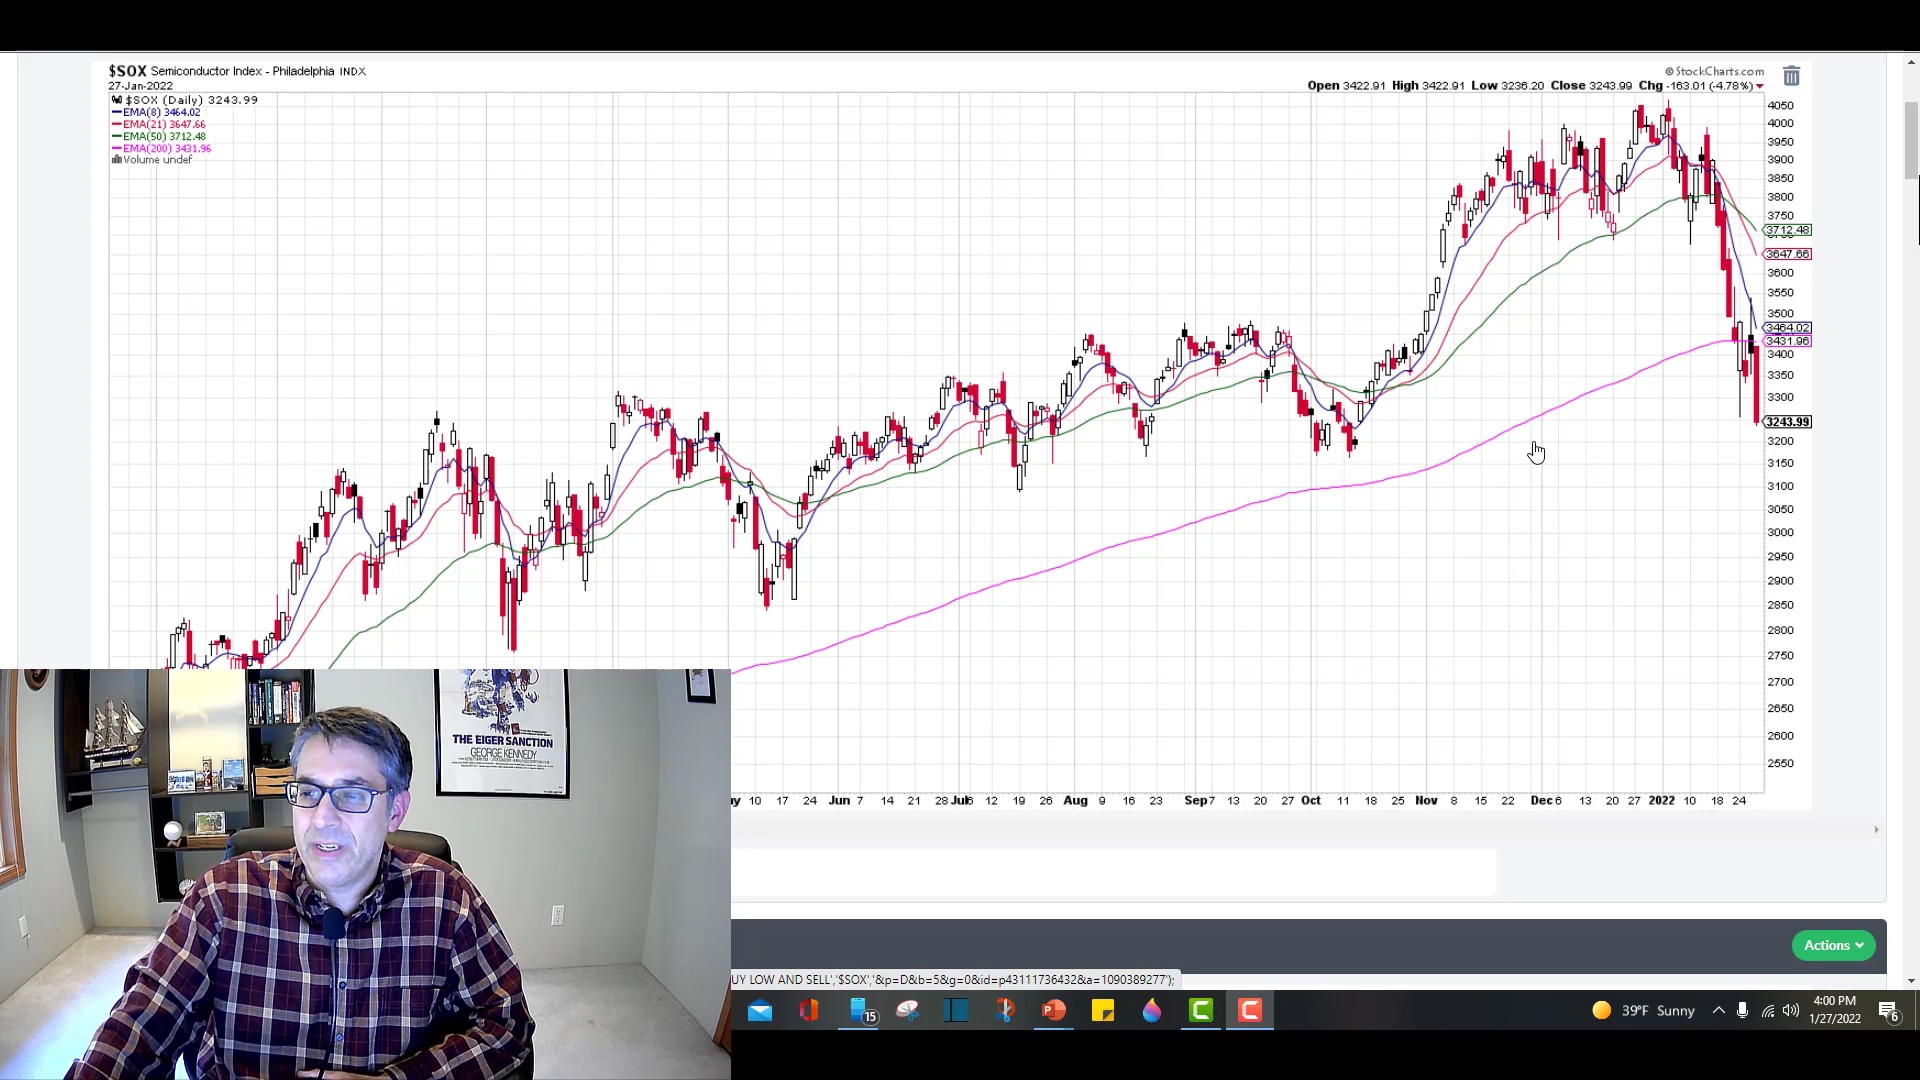 $SOX Semiconductor Index - Philadelphia INDX
© StockCharts.com
27-Jan-2022
Open 3422.91 High 3422.91 Low 3236.20 Close 3243.99 Chg -163.01 (-4.78%)
$SOX (Daily) 3243.99
EMA(8) 3464.02
EMA(21) 3647.66
EMA(50) 3712.48
EMA(200) 3431.96
Volume undef
4050
4000
3950
3900
3850
3800
3750
3712.48
3647.66
3600
3550
3500
3464.02
3431.96
3400
3350
3300
3243.99
3200
3150
3100
3050
3000
2950
2900
2850
2800
2750
2700
2650
2600
2550
10 17 24 Jun 7 14 21 28 Jul 12 19 26 Aug 9 16 23 Sep 7 13 20 27 Oct 11 18 25 Nov 8 15 22 Dec 6 13 20 27 2022 10 18 24
THE EIGER SANCTION
GEORGE KENNEDY
Actions
UY LOW AND SELL','$SOX','&p=D&b=5&g=0&id=p43111736432&a=1090389277');
15
39°F Sunny
4:00 PM
1/27/2022
6